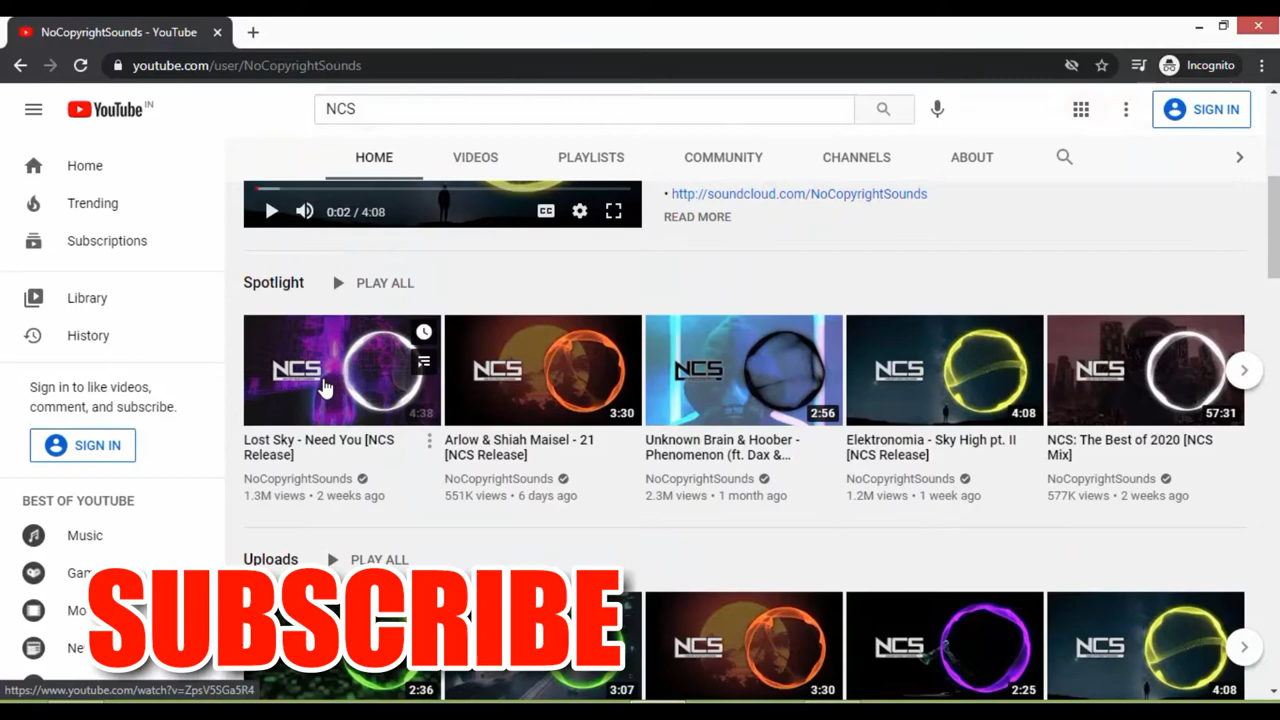 NoCopyrightSounds - YouTube
youtube.com/user/NoCopyrightSounds
Incognito
YouTube IN
NCS
SIGN IN
HOME VIDEOS PLAYLISTS COMMUNITY CHANNELS ABOUT
Home
Trending
Subscriptions
Library
History
Sign in to like videos,
comment, and subscribe.
SIGN IN
BEST OF YOUTUBE
Music
0:02 / 4:08
CC
• http://soundcloud.com/NoCopyrightSounds
READ MORE
Spotlight PLAY ALL
NCS 4:38
NCS 3:30
NCS 2:56
NCS 4:08
NCS 57:31
Lost Sky - Need You [NCS
Release]
NoCopyrightSounds
1.3M views • 2 weeks ago
Arlow & Shiah Maisel - 21
[NCS Release]
NoCopyrightSounds
551K views • 6 days ago
Unknown Brain & Hoober -
Phenomenon (ft. Dax &...
NoCopyrightSounds
2.3M views • 1 month ago
Elektronomia - Sky High pt. II
[NCS Release]
NoCopyrightSounds
1.2M views • 1 week ago
NCS: The Best of 2020 [NCS
Mix]
NoCopyrightSounds
577K views • 2 weeks ago
Uploads PLAY ALL
SUBSCRIBE
2:36
3:07
NCS 3:30
NCS 2:25
NCS 4:08
https://www.youtube.com/watch?v=ZpsV5SGa5R4